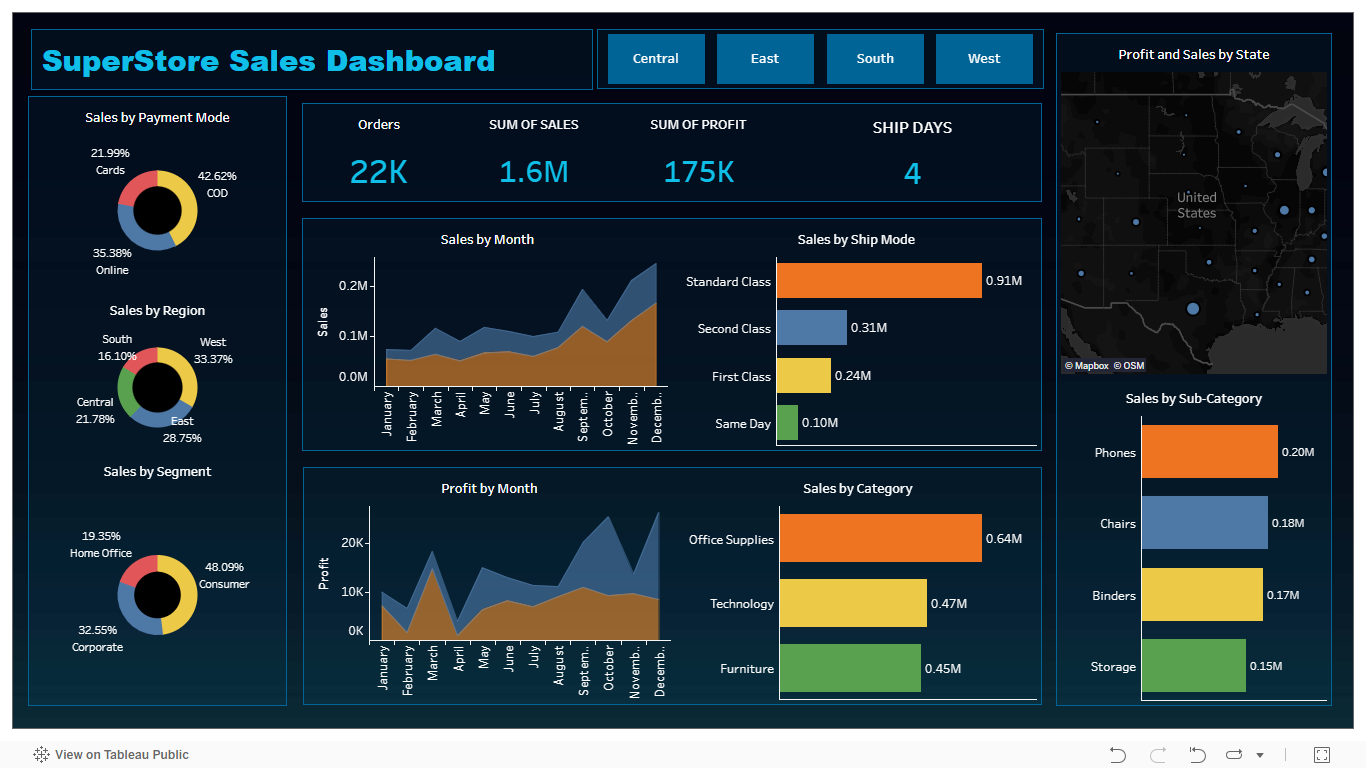 SuperStore Sales Dashboard
Central
East
South
West
Sales by Payment Mode
21.99%
Cards
42.62%
COD
35.38%
Online
Sales by Region
South
16.10%
West
33.37%
Central
21.78%
East
28.75%
Sales by Segment
19.35%
Home Office
48.09%
Consumer
32.55%
Corporate
Orders
22K
SUM OF SALES
1.6M
SUM OF PROFIT
175K
SHIP DAYS
4
Sales by Month
Sales
0.2M
0.1M
0.0M
January
February
March
April
May
June
July
August
Septem..
October
Novemb..
Decemb..
Sales by Ship Mode
Standard Class
0.91M
Second Class
0.31M
First Class
0.24M
Same Day
0.10M
Profit by Month
Profit
20K
10K
0K
January
February
March
April
May
June
July
August
Septem..
October
Novemb..
Decemb..
Sales by Category
Office Supplies
0.64M
Technology
0.47M
Furniture
0.45M
Profit and Sales by State
United
States
© Mapbox © OSM
Sales by Sub-Category
Phones
0.20M
Chairs
0.18M
Binders
0.17M
Storage
0.15M
View on Tableau Public